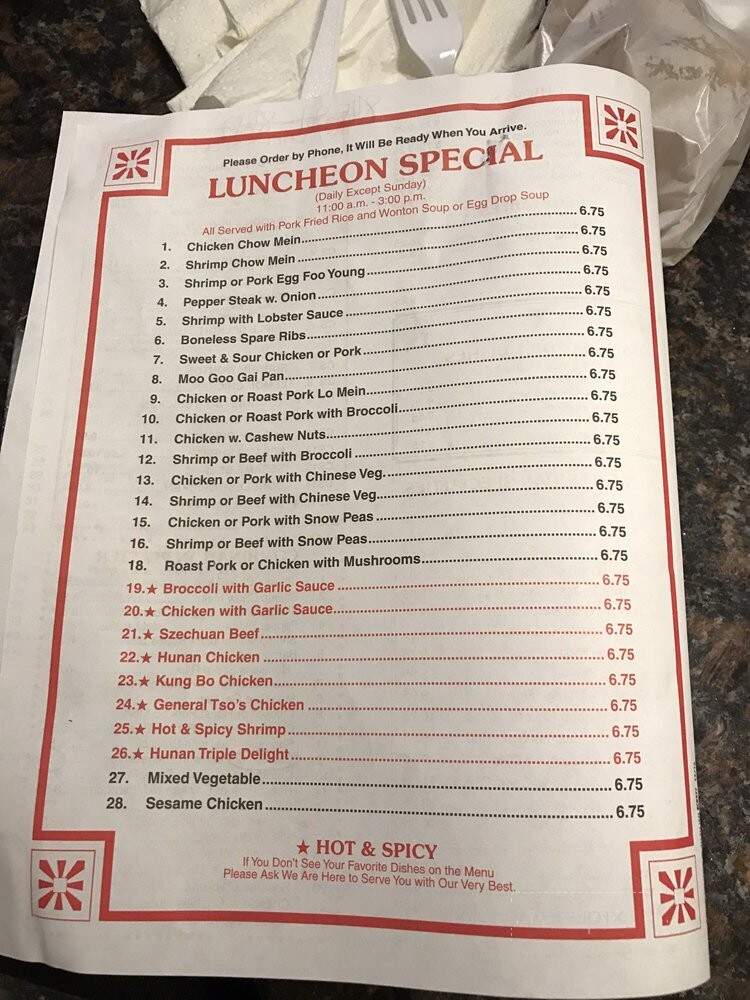 Please Order by Phone, It Will Be Ready When You Arrive.
LUNCHEON SPECIAL
(Daily Except Sunday)
11:00 a.m. - 3:00 p.m.
All Served with Pork Fried Rice and Wonton Soup or Egg Drop Soup
1. Chicken Chow Mein 6.75
2. Shrimp Chow Mein 6.75
3. Shrimp or Pork Egg Foo Young 6.75
4. Pepper Steak w. Onion 6.75
5. Shrimp with Lobster Sauce 6.75
6. Boneless Spare Ribs 6.75
7. Sweet & Sour Chicken or Pork 6.75
8. Moo Goo Gai Pan 6.75
9. Chicken or Roast Pork Lo Mein 6.75
10. Chicken or Roast Pork with Broccoli 6.75
11. Chicken w. Cashew Nuts 6.75
12. Shrimp or Beef with Broccoli 6.75
13. Chicken or Pork with Chinese Veg. 6.75
14. Shrimp or Beef with Chinese Veg. 6.75
15. Chicken or Pork with Snow Peas 6.75
16. Shrimp or Beef with Snow Peas 6.75
18. Roast Pork or Chicken with Mushrooms 6.75
19.★ Broccoli with Garlic Sauce 6.75
20.★ Chicken with Garlic Sauce 6.75
21.★ Szechuan Beef 6.75
22.★ Hunan Chicken 6.75
23.★ Kung Bo Chicken 6.75
24.★ General Tso's Chicken 6.75
25.★ Hot & Spicy Shrimp 6.75
26.★ Hunan Triple Delight 6.75
27. Mixed Vegetable 6.75
28. Sesame Chicken 6.75
★ HOT & SPICY
If You Don't See Your Favorite Dishes on the Menu
Please Ask We Are Here to Serve You with Our Very Best.